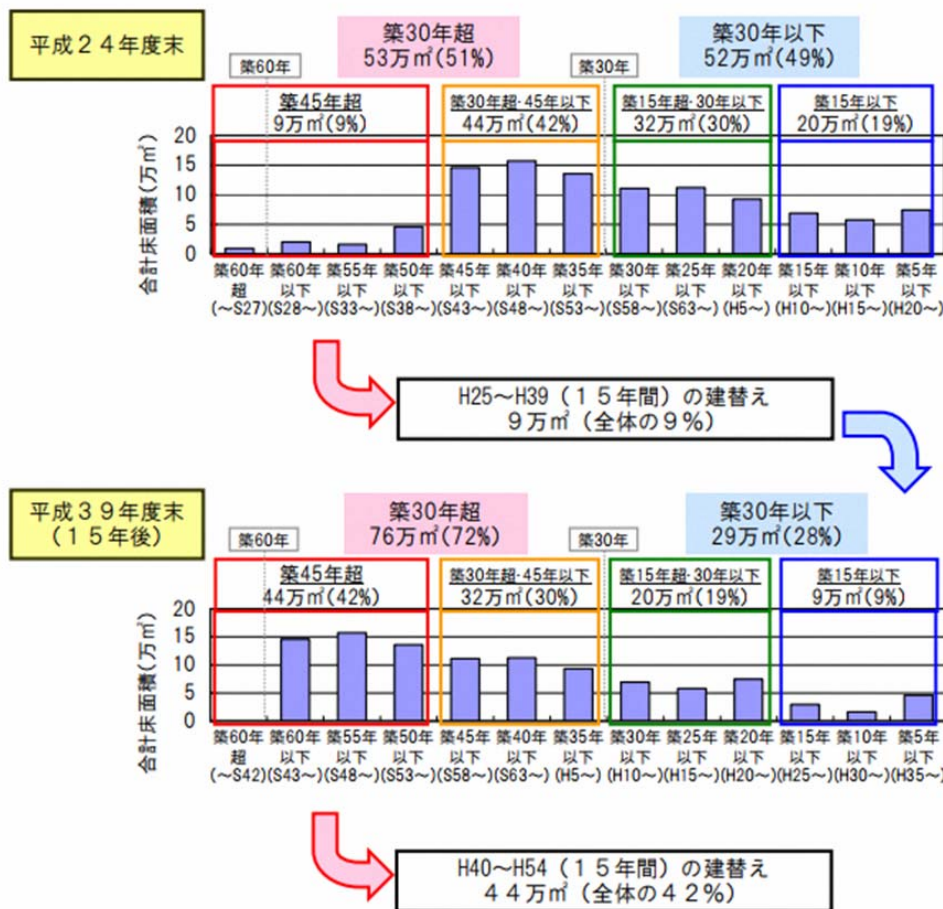 平成２４年度末
築30年超
53万㎡(51%)
築30年以下
52万㎡(49%)
築60年
築30年
築45年超
9万㎡(9%)
築30年超・45年以下
44万㎡(42%)
築15年超・30年以下
32万㎡(30%)
築15年以下
20万㎡(19%)
合計床面積(万㎡)
20
15
10
5
0
築60年 築60年 築55年 築50年 築45年 築40年 築35年 築30年 築25年 築20年 築15年 築10年 築5年
超 以下 以下 以下 以下 以下 以下 以下 以下 以下 以下 以下 以下
(～S27) (S28～) (S33～) (S38～) (S43～) (S48～) (S53～) (S58～) (S63～) (H5～) (H10～) (H15～) (H20～)
H25～H39（１５年間）の建替え
９万㎡（全体の９％）
平成３９年度末
（１５年後）
築30年超
76万㎡(72%)
築30年以下
29万㎡(28%)
築60年
築30年
築45年超
44万㎡(42%)
築30年超・45年以下
32万㎡(30%)
築15年超・30年以下
20万㎡(19%)
築15年以下
9万㎡(9%)
合計床面積(万㎡)
20
15
10
5
0
築60年 築60年 築55年 築50年 築45年 築40年 築35年 築30年 築25年 築20年 築15年 築10年 築5年
超 以下 以下 以下 以下 以下 以下 以下 以下 以下 以下 以下 以下
(～S42) (S43～) (S48～) (S53～) (S58～) (S63～) (H5～) (H10～) (H15～) (H20～) (H25～) (H30～) (H35～)
H40～H54（１５年間）の建替え
４４万㎡（全体の４２％）